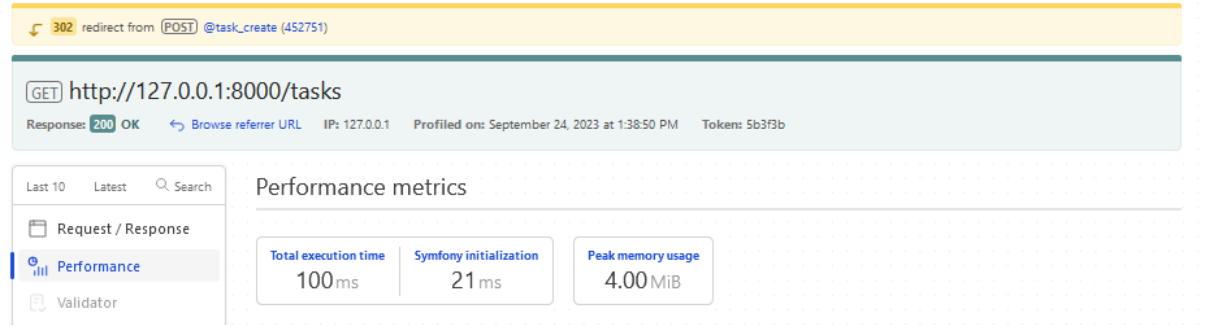 302 redirect from POST @task_create (452751)
GET http://127.0.0.1:8000/tasks
Response: 200 OK Browse referrer URL IP: 127.0.0.1 Profiled on: September 24, 2023 at 1:38:50 PM Token: 5b3f3b
Last 10 Latest Search
Performance metrics
Request / Response
Performance
Validator
Total execution time Symfony initialization Peak memory usage
100 ms 21 ms 4.00 MiB